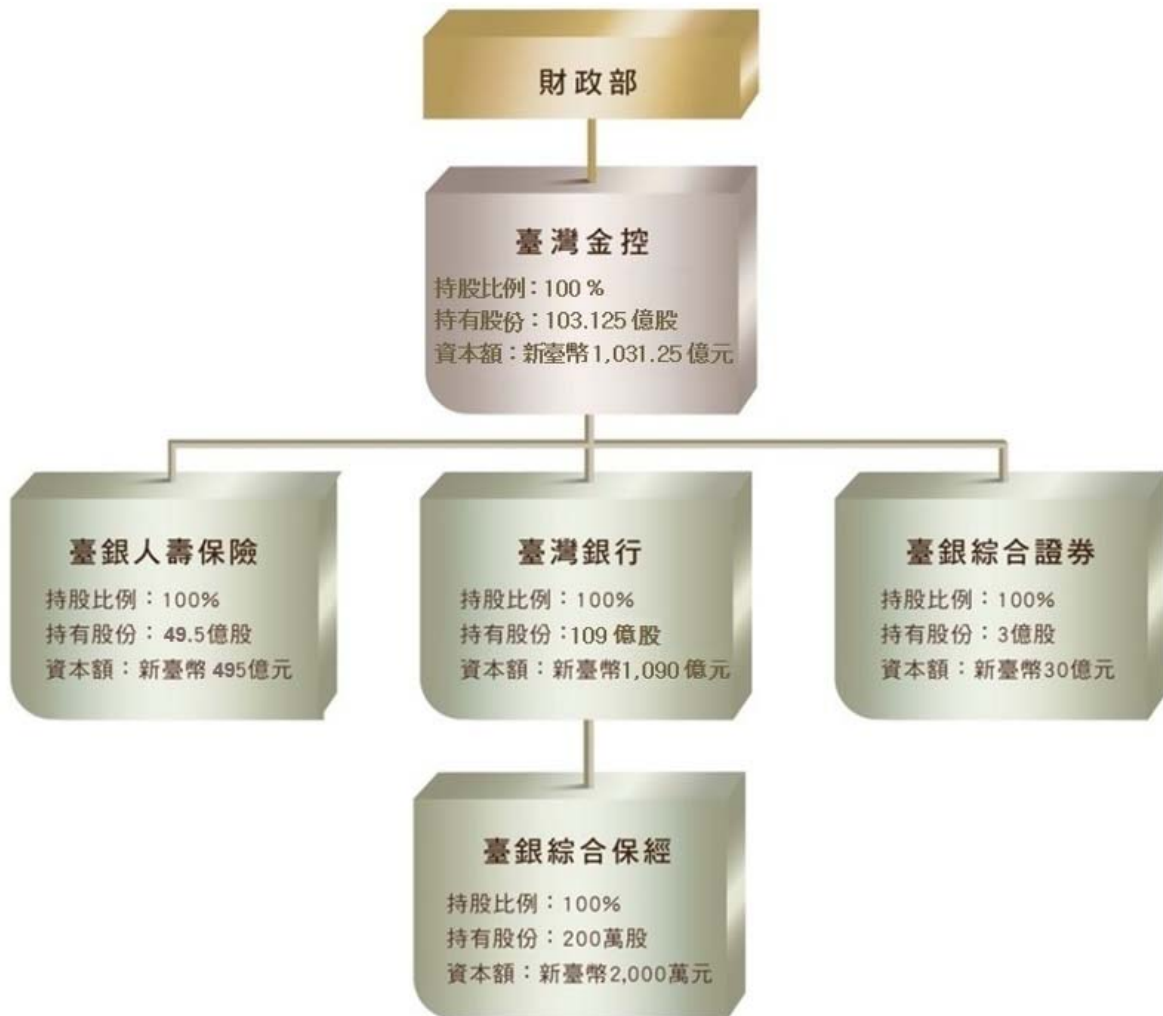 財政部
臺灣金控
持股比例：100 %
持有股份：103.125 億股
資本額：新臺幣1,031.25 億元
臺銀人壽保險
持股比例：100%
持有股份：49.5億股
資本額：新臺幣 495億元
臺灣銀行
持股比例：100%
持有股份：109 億股
資本額：新臺幣1,090 億元
臺銀綜合證券
持股比例：100%
持有股份：3億股
資本額：新臺幣30億元
臺銀綜合保經
持股比例：100%
持有股份：200萬股
資本額：新臺幣2,000萬元